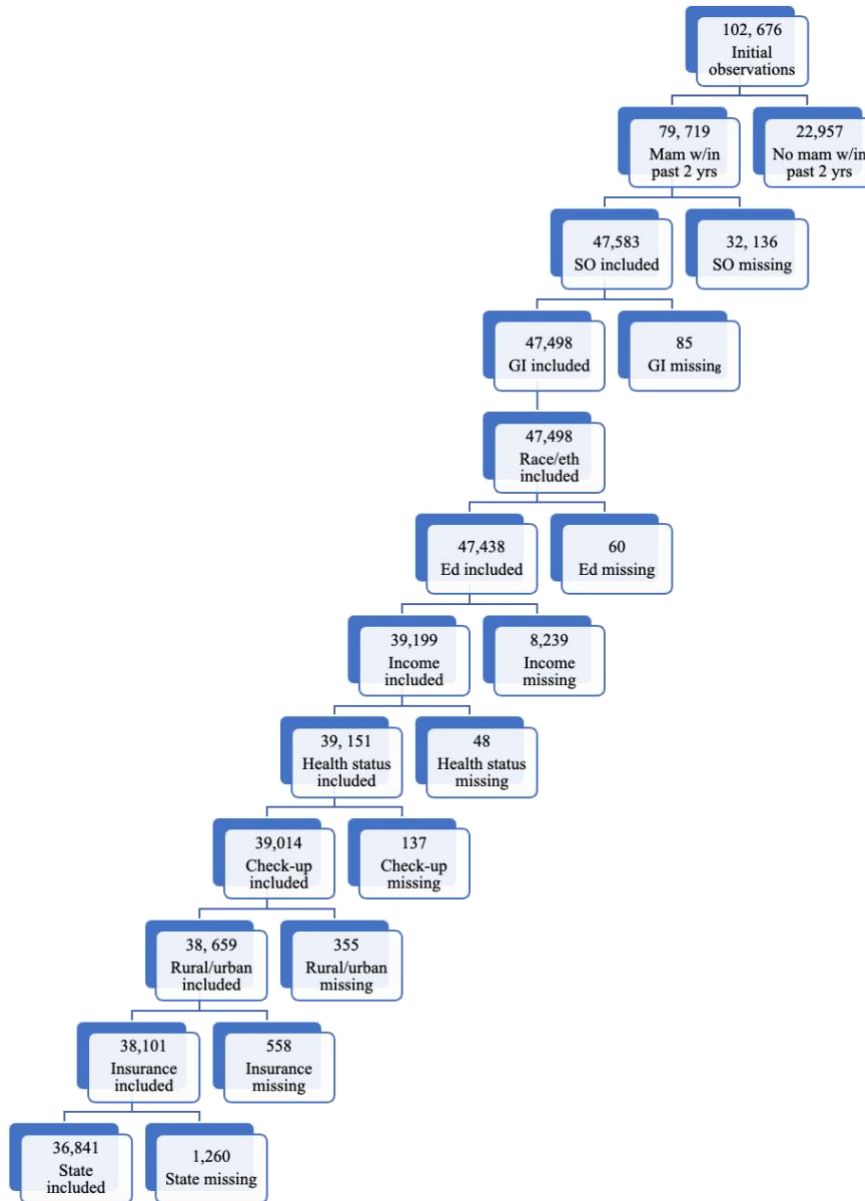 102, 676
Initial
observations
79, 719
Mam w/in
past 2 yrs
22,957
No mam w/in
past 2 yrs
47,583
SO included
32, 136
SO missing
47,498
GI included
85
GI missing
47,498
Race/eth
included
47,438
Ed included
60
Ed missing
39,199
Income
included
8,239
Income
missing
39, 151
Health status
included
48
Health status
missing
39,014
Check-up
included
137
Check-up
missing
38, 659
Rural/urban
included
355
Rural/urban
missing
38,101
Insurance
included
558
Insurance
missing
36,841
State
included
1,260
State missing